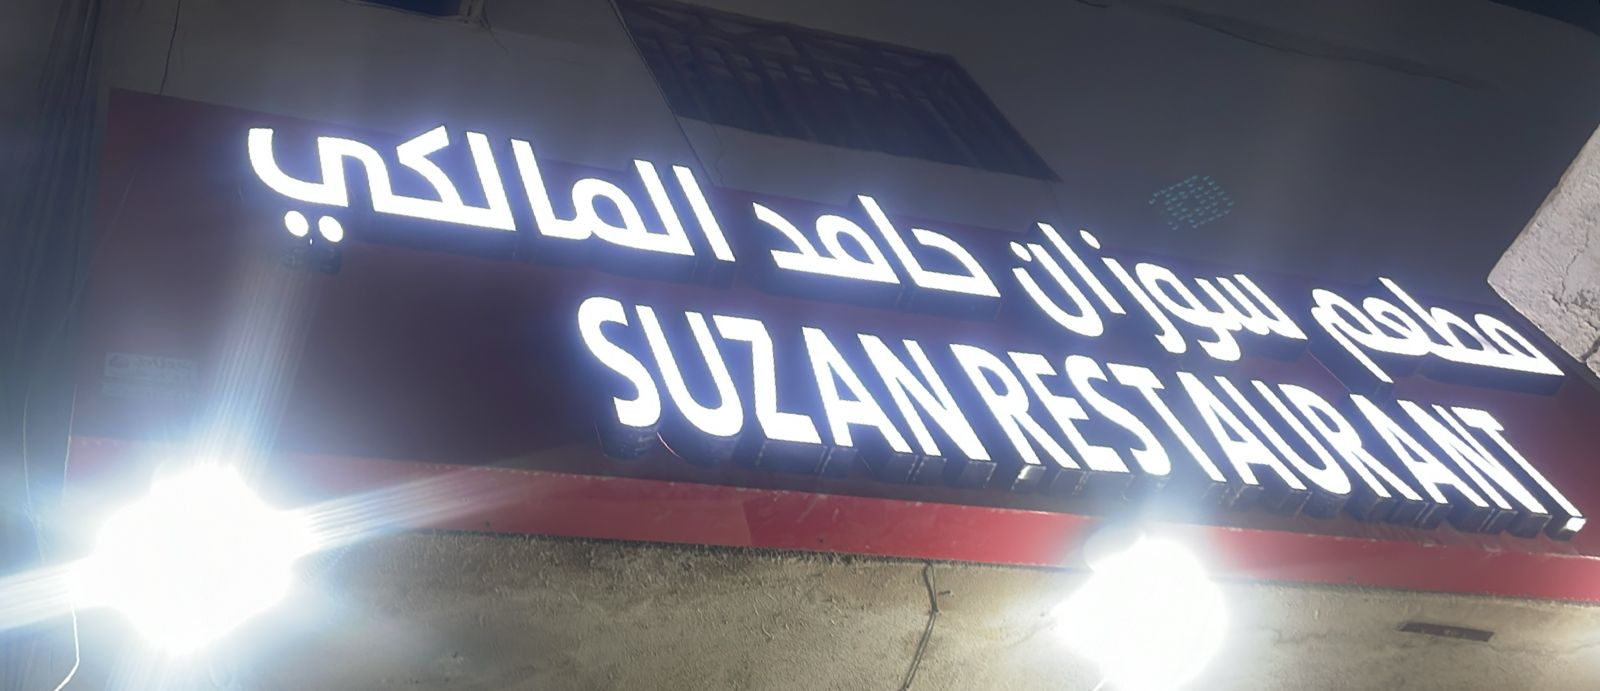 مطعم سوزان حامد المالكي
SUZAN RESTAURANT